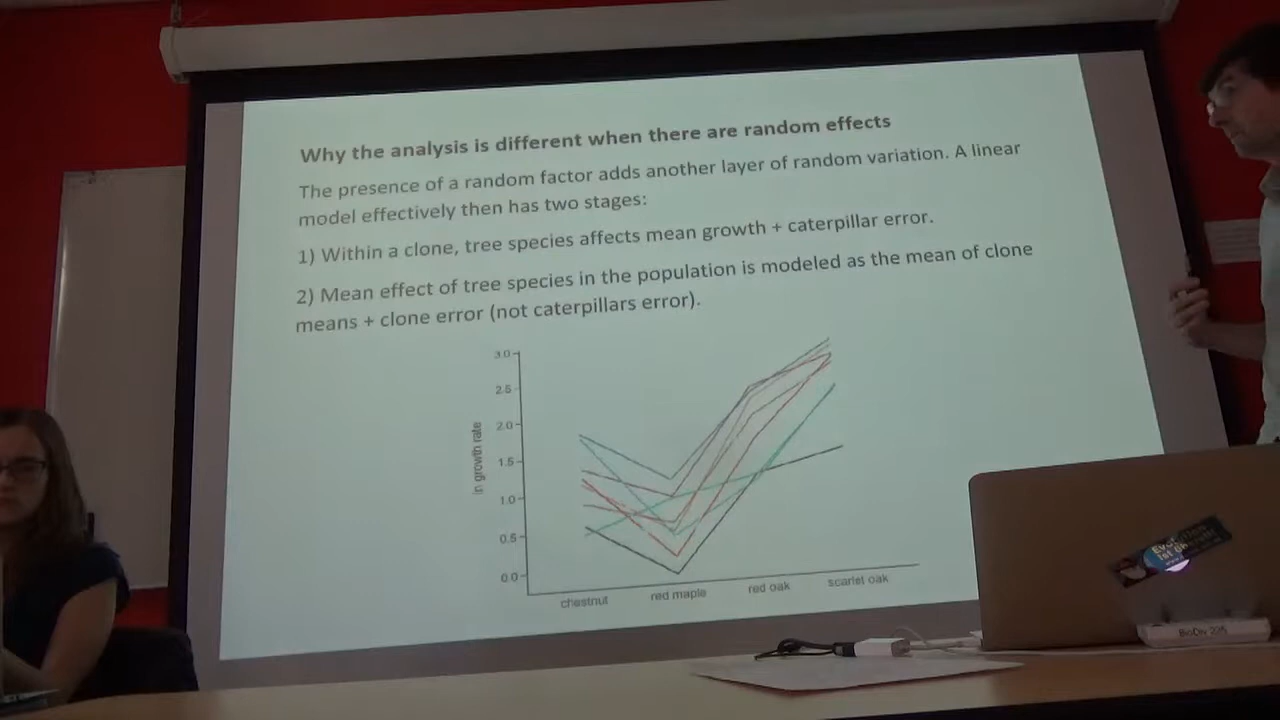 Why the analysis is different when there are random effects
The presence of a random factor adds another layer of random variation. A linear
model effectively then has two stages:
1) Within a clone, tree species affects mean growth + caterpillar error.
2) Mean effect of tree species in the population is modeled as the mean of clone
means + clone error (not caterpillars error).
3.0
2.5
2.0
1.5
1.0
0.5
0.0
ln growth rate
chestnut red maple red oak scarlet oak
BioDiv 2015